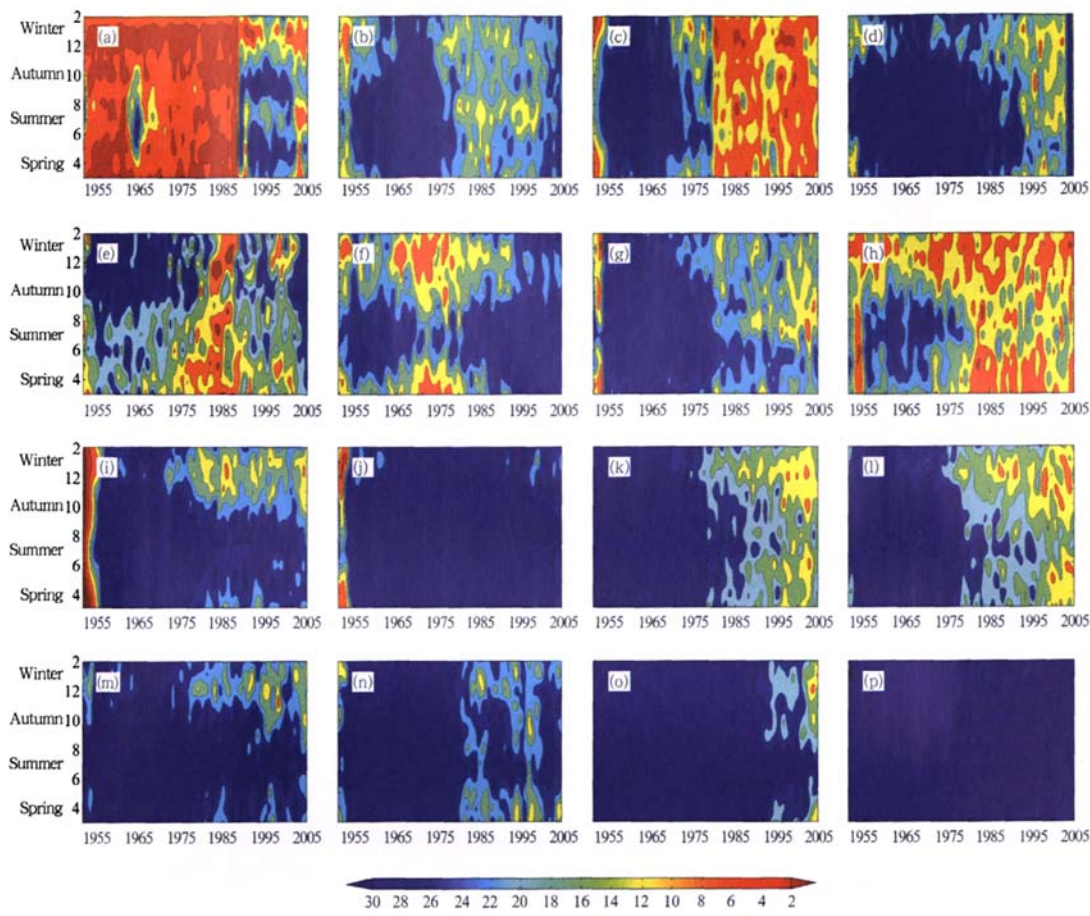 2
Winter
12
Autumn 10
8
Summer
6
Spring 4
(a) (b) (c) (d)
1955 1965 1975 1985 1995 2005 1955 1965 1975 1985 1995 2005 1955 1965 1975 1985 1995 2005 1955 1965 1975 1985 1995 2005
2
Winter
12
Autumn 10
8
Summer
6
Spring 4
(e) (f) (g) (h)
1955 1965 1975 1985 1995 2005 1955 1965 1975 1985 1995 2005 1955 1965 1975 1985 1995 2005 1955 1965 1975 1985 1995 2005
2
Winter
12
Autumn 10
8
Summer
6
Spring 4
(i) (j) (k) (l)
1955 1965 1975 1985 1995 2005 1955 1965 1975 1985 1995 2005 1955 1965 1975 1985 1995 2005 1955 1965 1975 1985 1995 2005
2
Winter
12
Autumn 10
8
Summer
6
Spring 4
(m) (n) (o) (p)
1955 1965 1975 1985 1995 2005 1955 1965 1975 1985 1995 2005 1955 1965 1975 1985 1995 2005 1955 1965 1975 1985 1995 2005
30 28 26 24 22 20 18 16 14 12 10 8 6 4 2